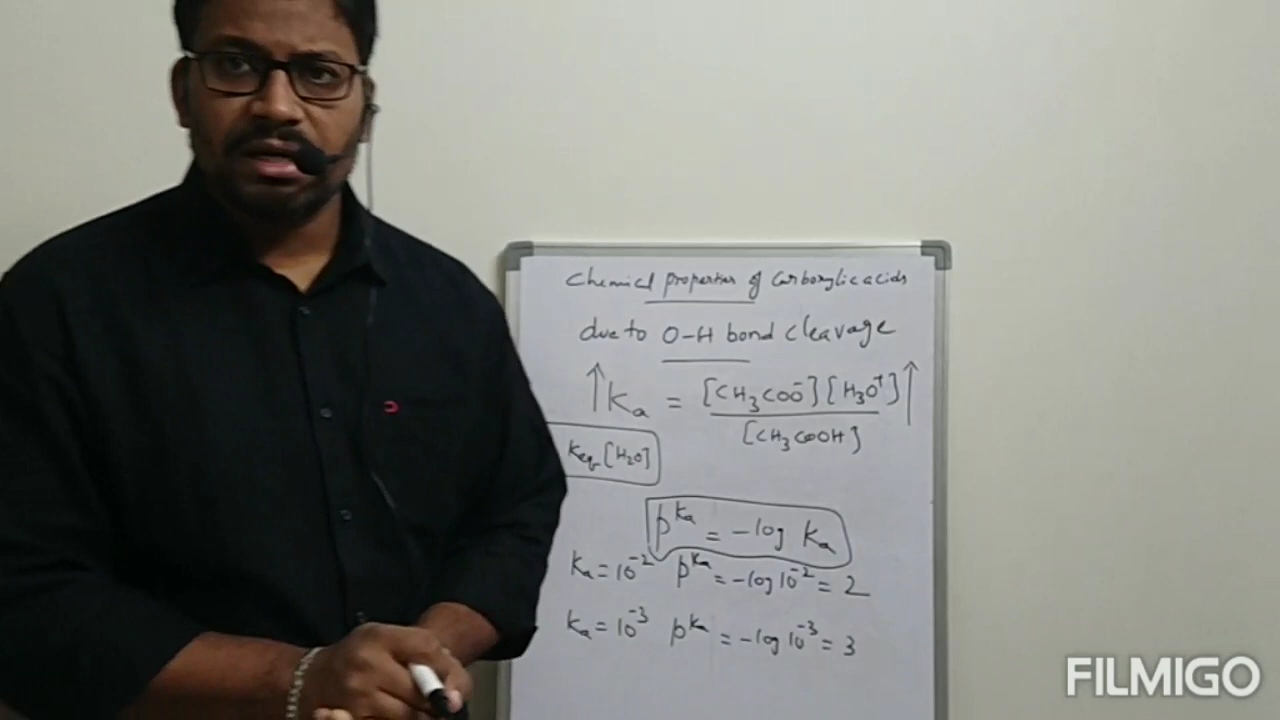 Chemical properties of Carboxylic acids
due to O-H bond cleavage
↑Ka = [CH₃COO⁻][H₃O⁺]↑
[CH₃COOH]
Keq[H₂O]
pᴷᵃ = -log Ka
Ka = 10⁻² pᴷᵃ = -log 10⁻² = 2
Ka = 10⁻³ pᴷᵃ = -log 10⁻³ = 3
FILMIGO